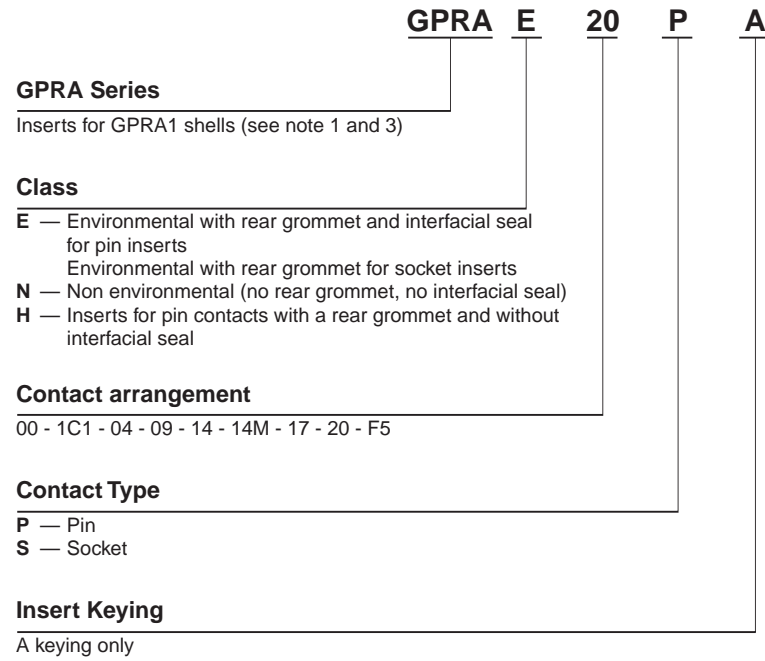 GPRA E 20 P A
GPRA Series
Inserts for GPRA1 shells (see note 1 and 3)
Class
E — Environmental with rear grommet and interfacial seal
for pin inserts
Environmental with rear grommet for socket inserts
N — Non environmental (no rear grommet, no interfacial seal)
H — Inserts for pin contacts with a rear grommet and without
interfacial seal
Contact arrangement
00 - 1C1 - 04 - 09 - 14 - 14M - 17 - 20 - F5
Contact Type
P — Pin
S — Socket
Insert Keying
A keying only